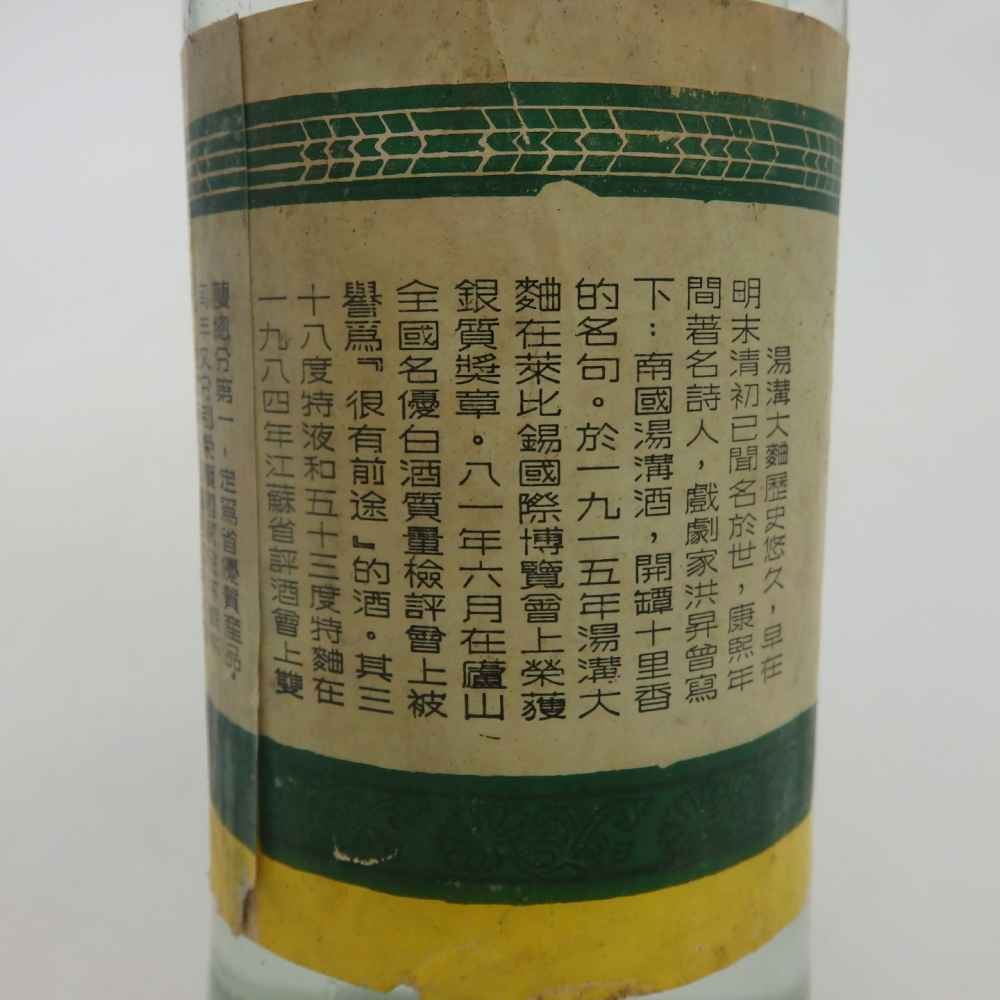 湯溝大麯歷史悠久，早在
明末清初已聞名於世，康熙年
間著名詩人，戲劇家洪昇曾寫
下：南國湯溝酒，開罎十里香
的名句。於一九一五年湯溝大
麯在萊比錫國際博覽會上榮獲
銀質獎章。八一年六月在廬山
全國名優白酒質量檢評會上被
譽爲『很有前途』的酒。其三
十八度特液和五十三度特麯在
一九八四年江蘇省評酒會上雙
雙總分第一，定爲省優質産品，